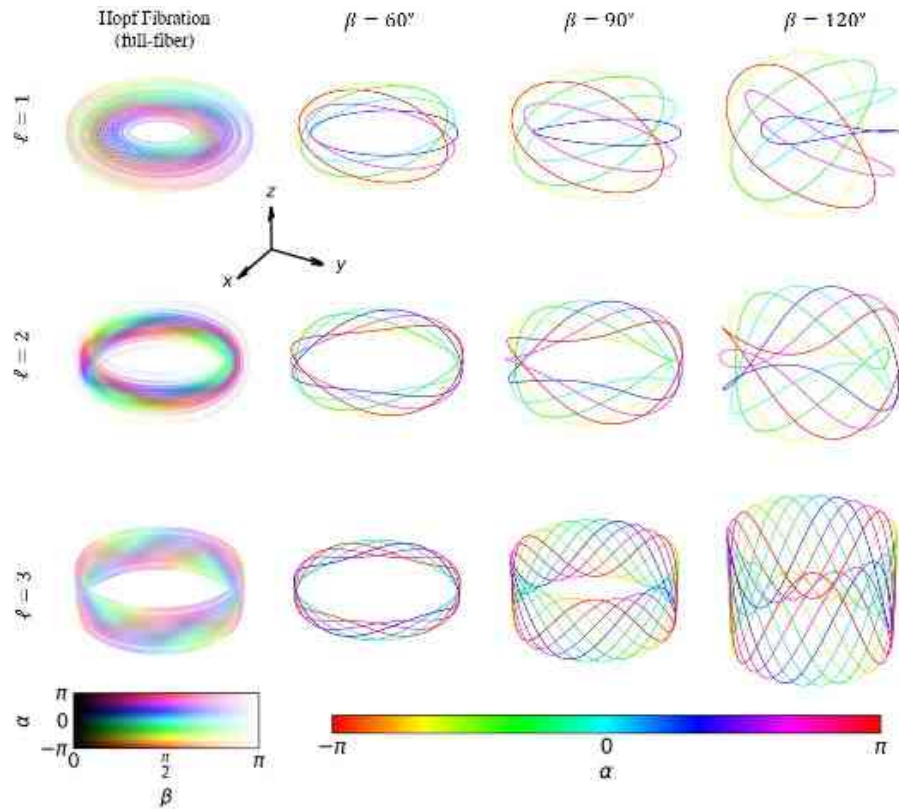 Hopf Fibration
(full-fiber)
β = 60°
β = 90°
β = 120°
ℓ = 1
z
x
y
ℓ = 2
ℓ = 3
π
α
0
−π
0
π/2
π
β
−π
0
π
α